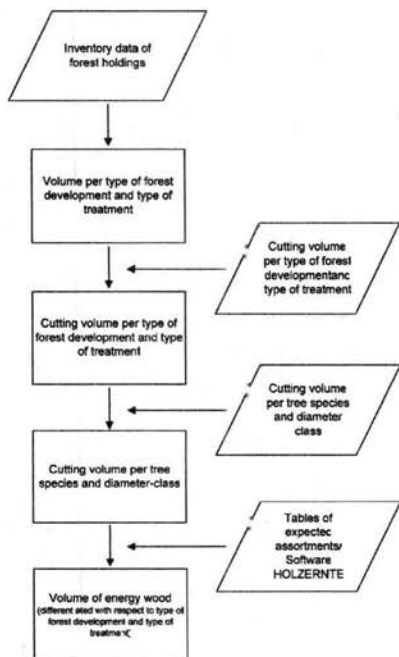 Inventory data of
forest holdings
Volume per type of forest
development and type of
treatment
Cutting volume
per type of forest
developmentanc
type of treatment
Cutting volume per type of
forest development and type
of treatment
Cutting volume
per tree species
and diameter
class
Cutting volume per tree
species and diameter-class
Tables of
expectec
assortments/
Software
HOLZERNTE
Volume of energy wood
(different ated with respect to type of
forest development and type of
treatment(